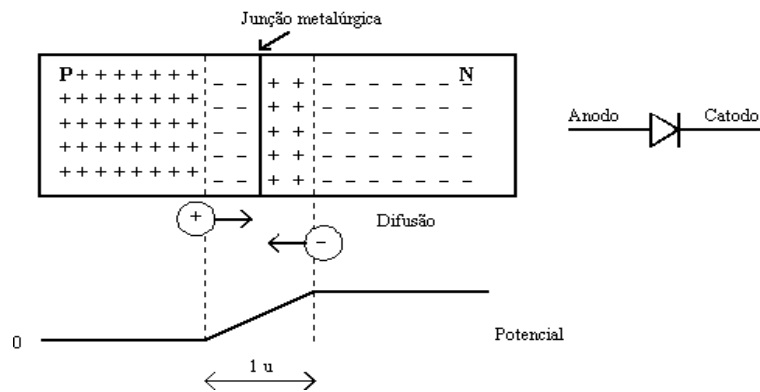 Junção metalúrgica
P + + + + + + + − − + + − − − − − − − − N
+ + + + + + + + − − + + − − − − − − − −
+ + + + + + + + − − + + − − − − − − − −
+ + + + + + + + − − + + − − − − − − − −
+ + + + + + + + − − + + − − − − − − − −
Anodo Catodo
+ Difusão
−
0 Potencial
1 u